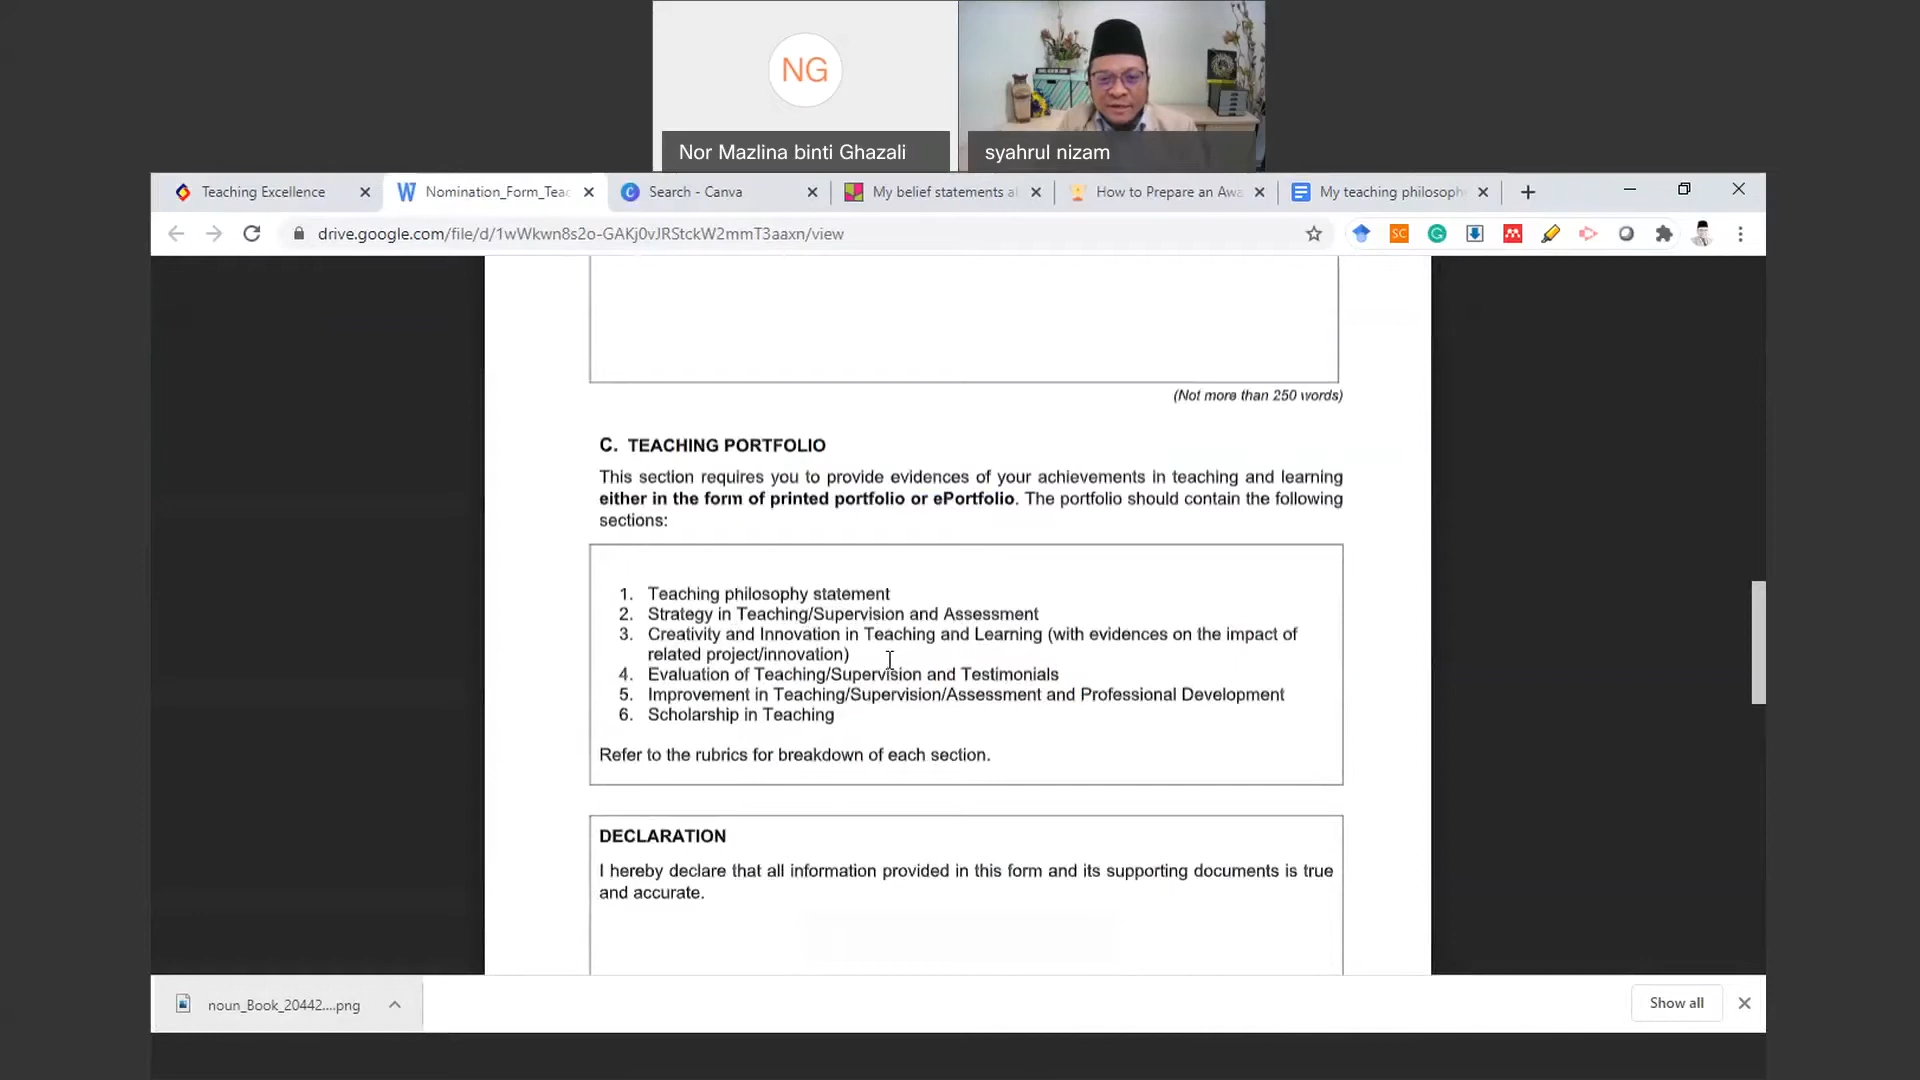 NG
Nor Mazlina binti Ghazali
syahrul nizam
Teaching Excellence
Nomination_Form_Teac
Search - Canva
My belief statements al
How to Prepare an Awa
My teaching philosoph
drive.google.com/file/d/1wWkwn8s2o-GAKj0vJRStckW2mmT3aaxn/view
SC
(Not more than 250 words)
C. TEACHING PORTFOLIO
This section requires you to provide evidences of your achievements in teaching and learning
either in the form of printed portfolio or ePortfolio. The portfolio should contain the following
sections:
1. Teaching philosophy statement
2. Strategy in Teaching/Supervision and Assessment
3. Creativity and Innovation in Teaching and Learning (with evidences on the impact of
related project/innovation)
4. Evaluation of Teaching/Supervision and Testimonials
5. Improvement in Teaching/Supervision/Assessment and Professional Development
6. Scholarship in Teaching
Refer to the rubrics for breakdown of each section.
DECLARATION
I hereby declare that all information provided in this form and its supporting documents is true
and accurate.
noun_Book_20442....png
Show all